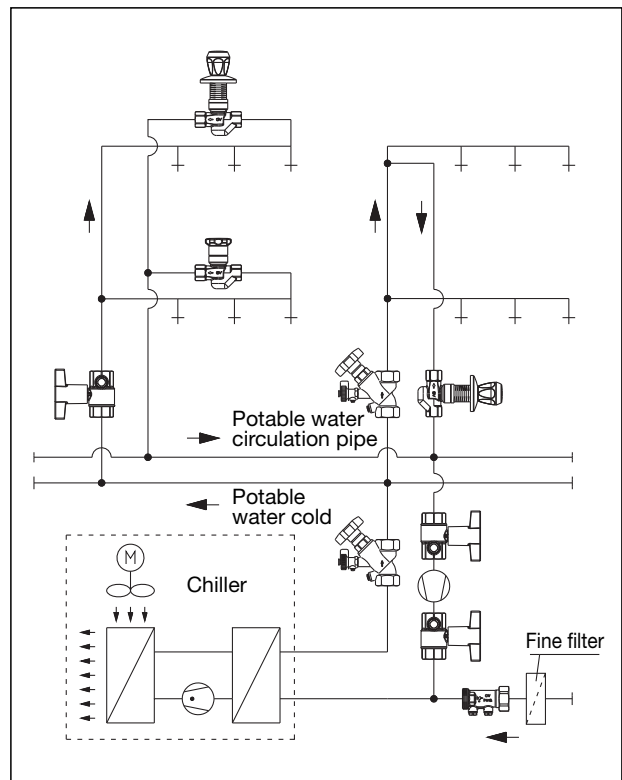 Potable water
circulation pipe
Potable
water cold
M
Chiller
Fine filter